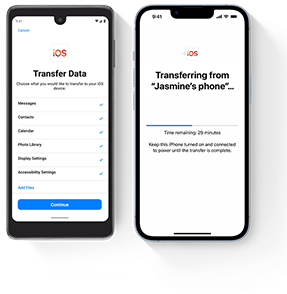 Cancel
iOS
Transfer Data
Choose what you would like to transfer to your iOS
device.
Messages
Contacts
Calendar
Photo Library
Display Settings
Accessibility Settings
Add Files
Continue
9:41
iOS
Transferring from
“Jasmine’s phone”...
Time remaining: 29 minutes
Keep this iPhone turned on and connected
to power until the transfer is complete.